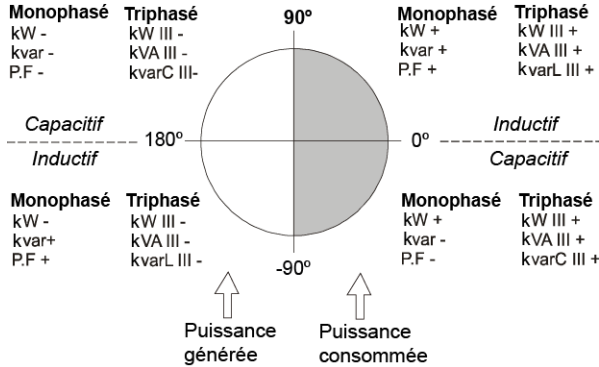 Monophasé
kW -
kvar -
P.F -
Triphasé
kW III -
kVA III -
kvarC III-
90º
Monophasé
kW +
kvar +
P.F +
Triphasé
kW III +
kVA III +
kvarL III +
Capacitif
Inductif
180º
0º
Inductif
Capacitif
Monophasé
kW -
kvar+
P.F +
Triphasé
kW III -
kVA III -
kvarL III -
-90º
Monophasé
kW +
kvar -
P.F -
Triphasé
kW III +
kVA III +
kvarC III +
Puissance
générée
Puissance
consommée